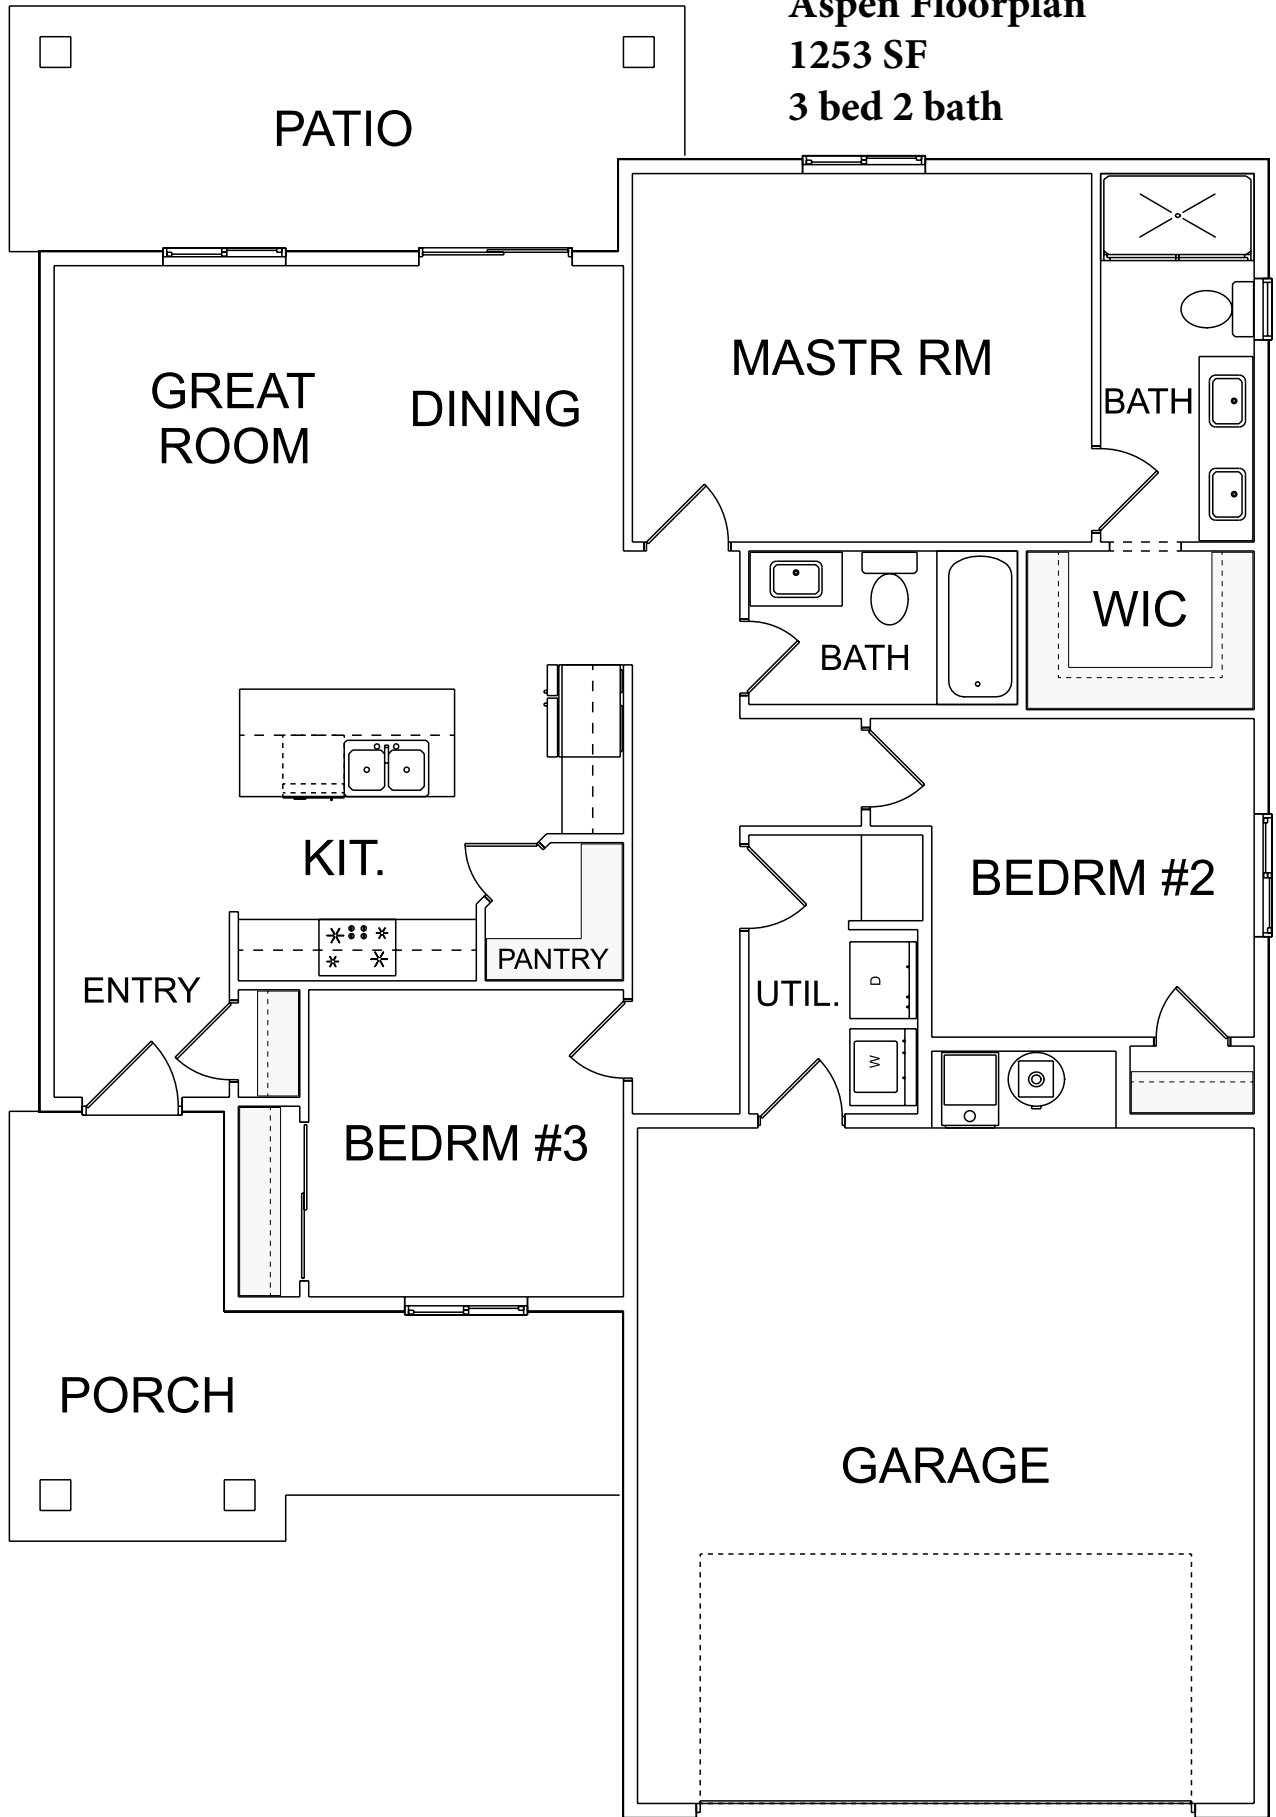 Aspen Floorplan
1253 SF
3 bed 2 bath
PATIO
MASTR RM
GREAT
ROOM
DINING
BATH
WIC
BATH
KIT.
BEDRM #2
PANTRY
ENTRY
UTIL.
D
W
BEDRM #3
PORCH
GARAGE